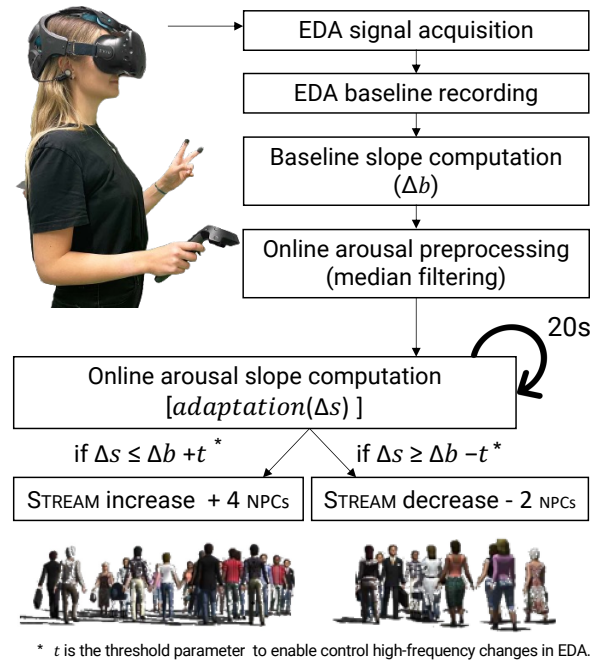 EDA signal acquisition
EDA baseline recording
Baseline slope computation
(Δb)
Online arousal preprocessing
(median filtering)
20s
Online arousal slope computation
[adaptation(Δs) ]
if Δs ≤ Δb +t *
if Δs ≥ Δb −t *
STREAM increase + 4 NPCs
STREAM decrease - 2 NPCs
* t is the threshold parameter to enable control high-frequency changes in EDA.